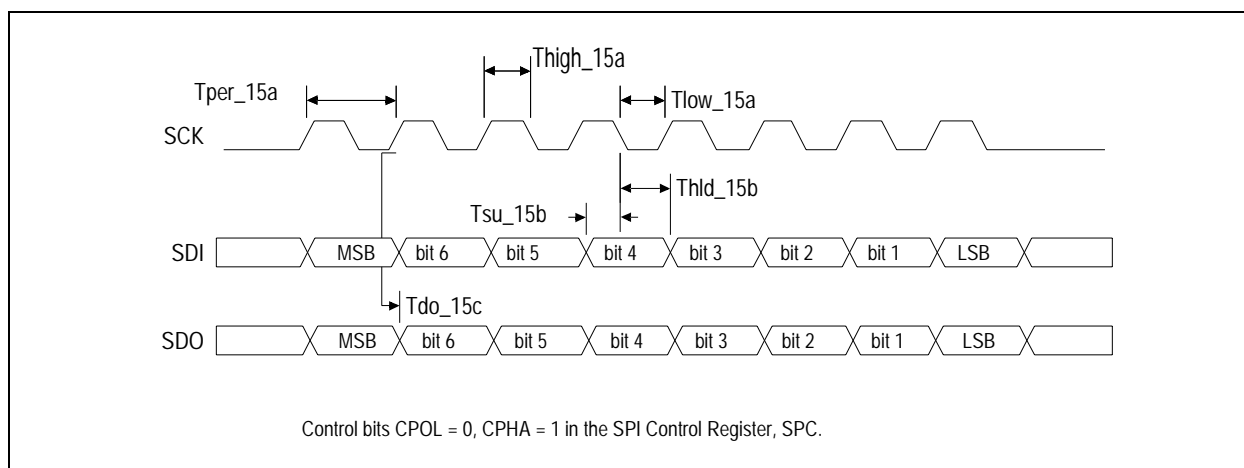 Thigh_15a
Tper_15a
Tlow_15a
SCK
Thld_15b
Tsu_15b
SDI MSB bit 6 bit 5 bit 4 bit 3 bit 2 bit 1 LSB
Tdo_15c
SDO MSB bit 6 bit 5 bit 4 bit 3 bit 2 bit 1 LSB
Control bits CPOL = 0, CPHA = 1 in the SPI Control Register, SPC.